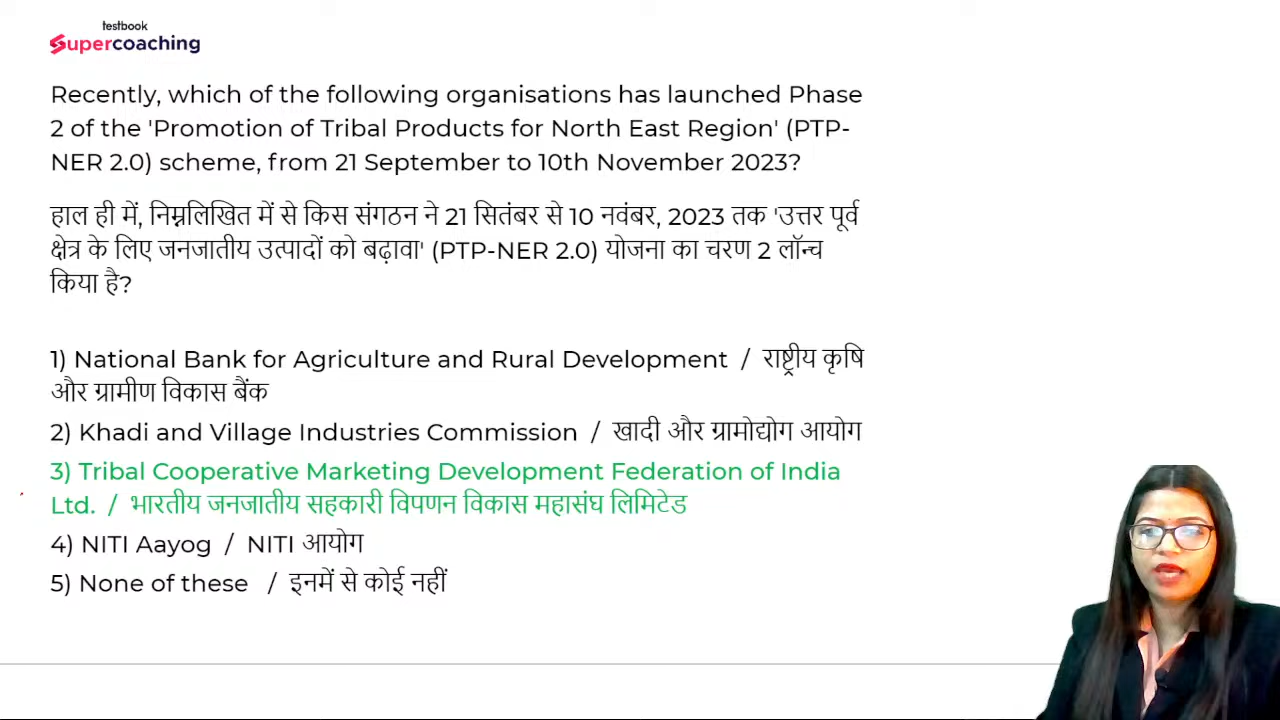 testbook
Supercoaching
Recently, which of the following organisations has launched Phase
2 of the 'Promotion of Tribal Products for North East Region' (PTP-
NER 2.0) scheme, from 21 September to 10th November 2023?
हाल ही में, निम्नलिखित में से किस संगठन ने 21 सितंबर से 10 नवंबर, 2023 तक 'उत्तर पूर्व
क्षेत्र के लिए जनजातीय उत्पादों को बढ़ावा' (PTP-NER 2.0) योजना का चरण 2 लॉन्च
किया है?
1) National Bank for Agriculture and Rural Development / राष्ट्रीय कृषि
और ग्रामीण विकास बैंक
2) Khadi and Village Industries Commission / खादी और ग्रामोद्योग आयोग
3) Tribal Cooperative Marketing Development Federation of India
Ltd. / भारतीय जनजातीय सहकारी विपणन विकास महासंघ लिमिटेड
4) NITI Aayog / NITI आयोग
5) None of these / इनमें से कोई नहीं